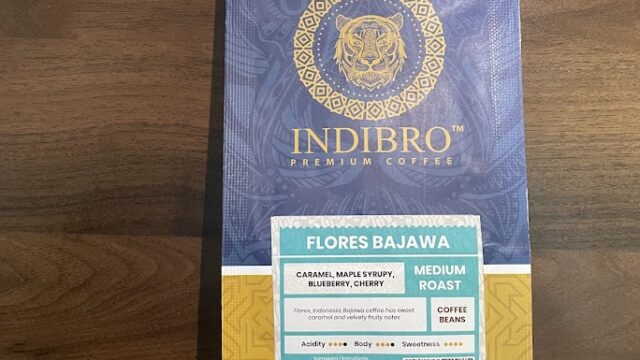 INDIBRO™
PREMIUM COFFEE
FLORES BAJAWA
CARAMEL, MAPLE SYRUPY,
BLUEBERRY, CHERRY
MEDIUM
ROAST
Flores, Indonesia, Bajawa coffee has sweet
caramel and velvety fruity notes
COFFEE
BEANS
Acidity Body Sweetness